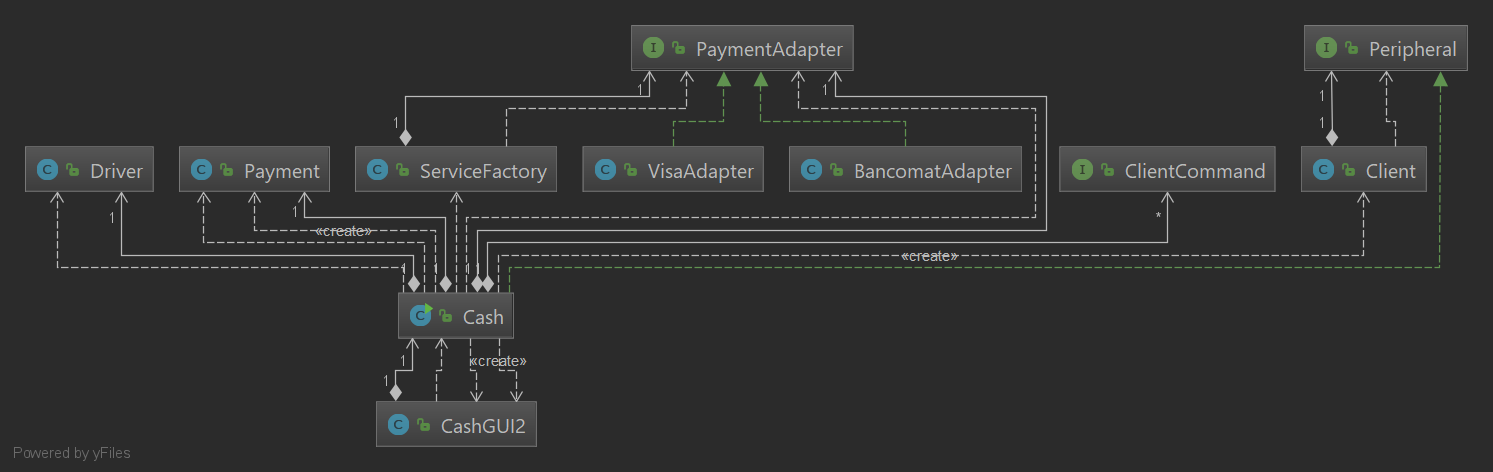 PaymentAdapter
Peripheral
1
1
1
1
1
1
Driver
Payment
ServiceFactory
VisaAdapter
BancomatAdapter
ClientCommand
Client
1
1
*
«create»
«create»
Cash
1
«create»
1
CashGUI2
Powered by yFiles